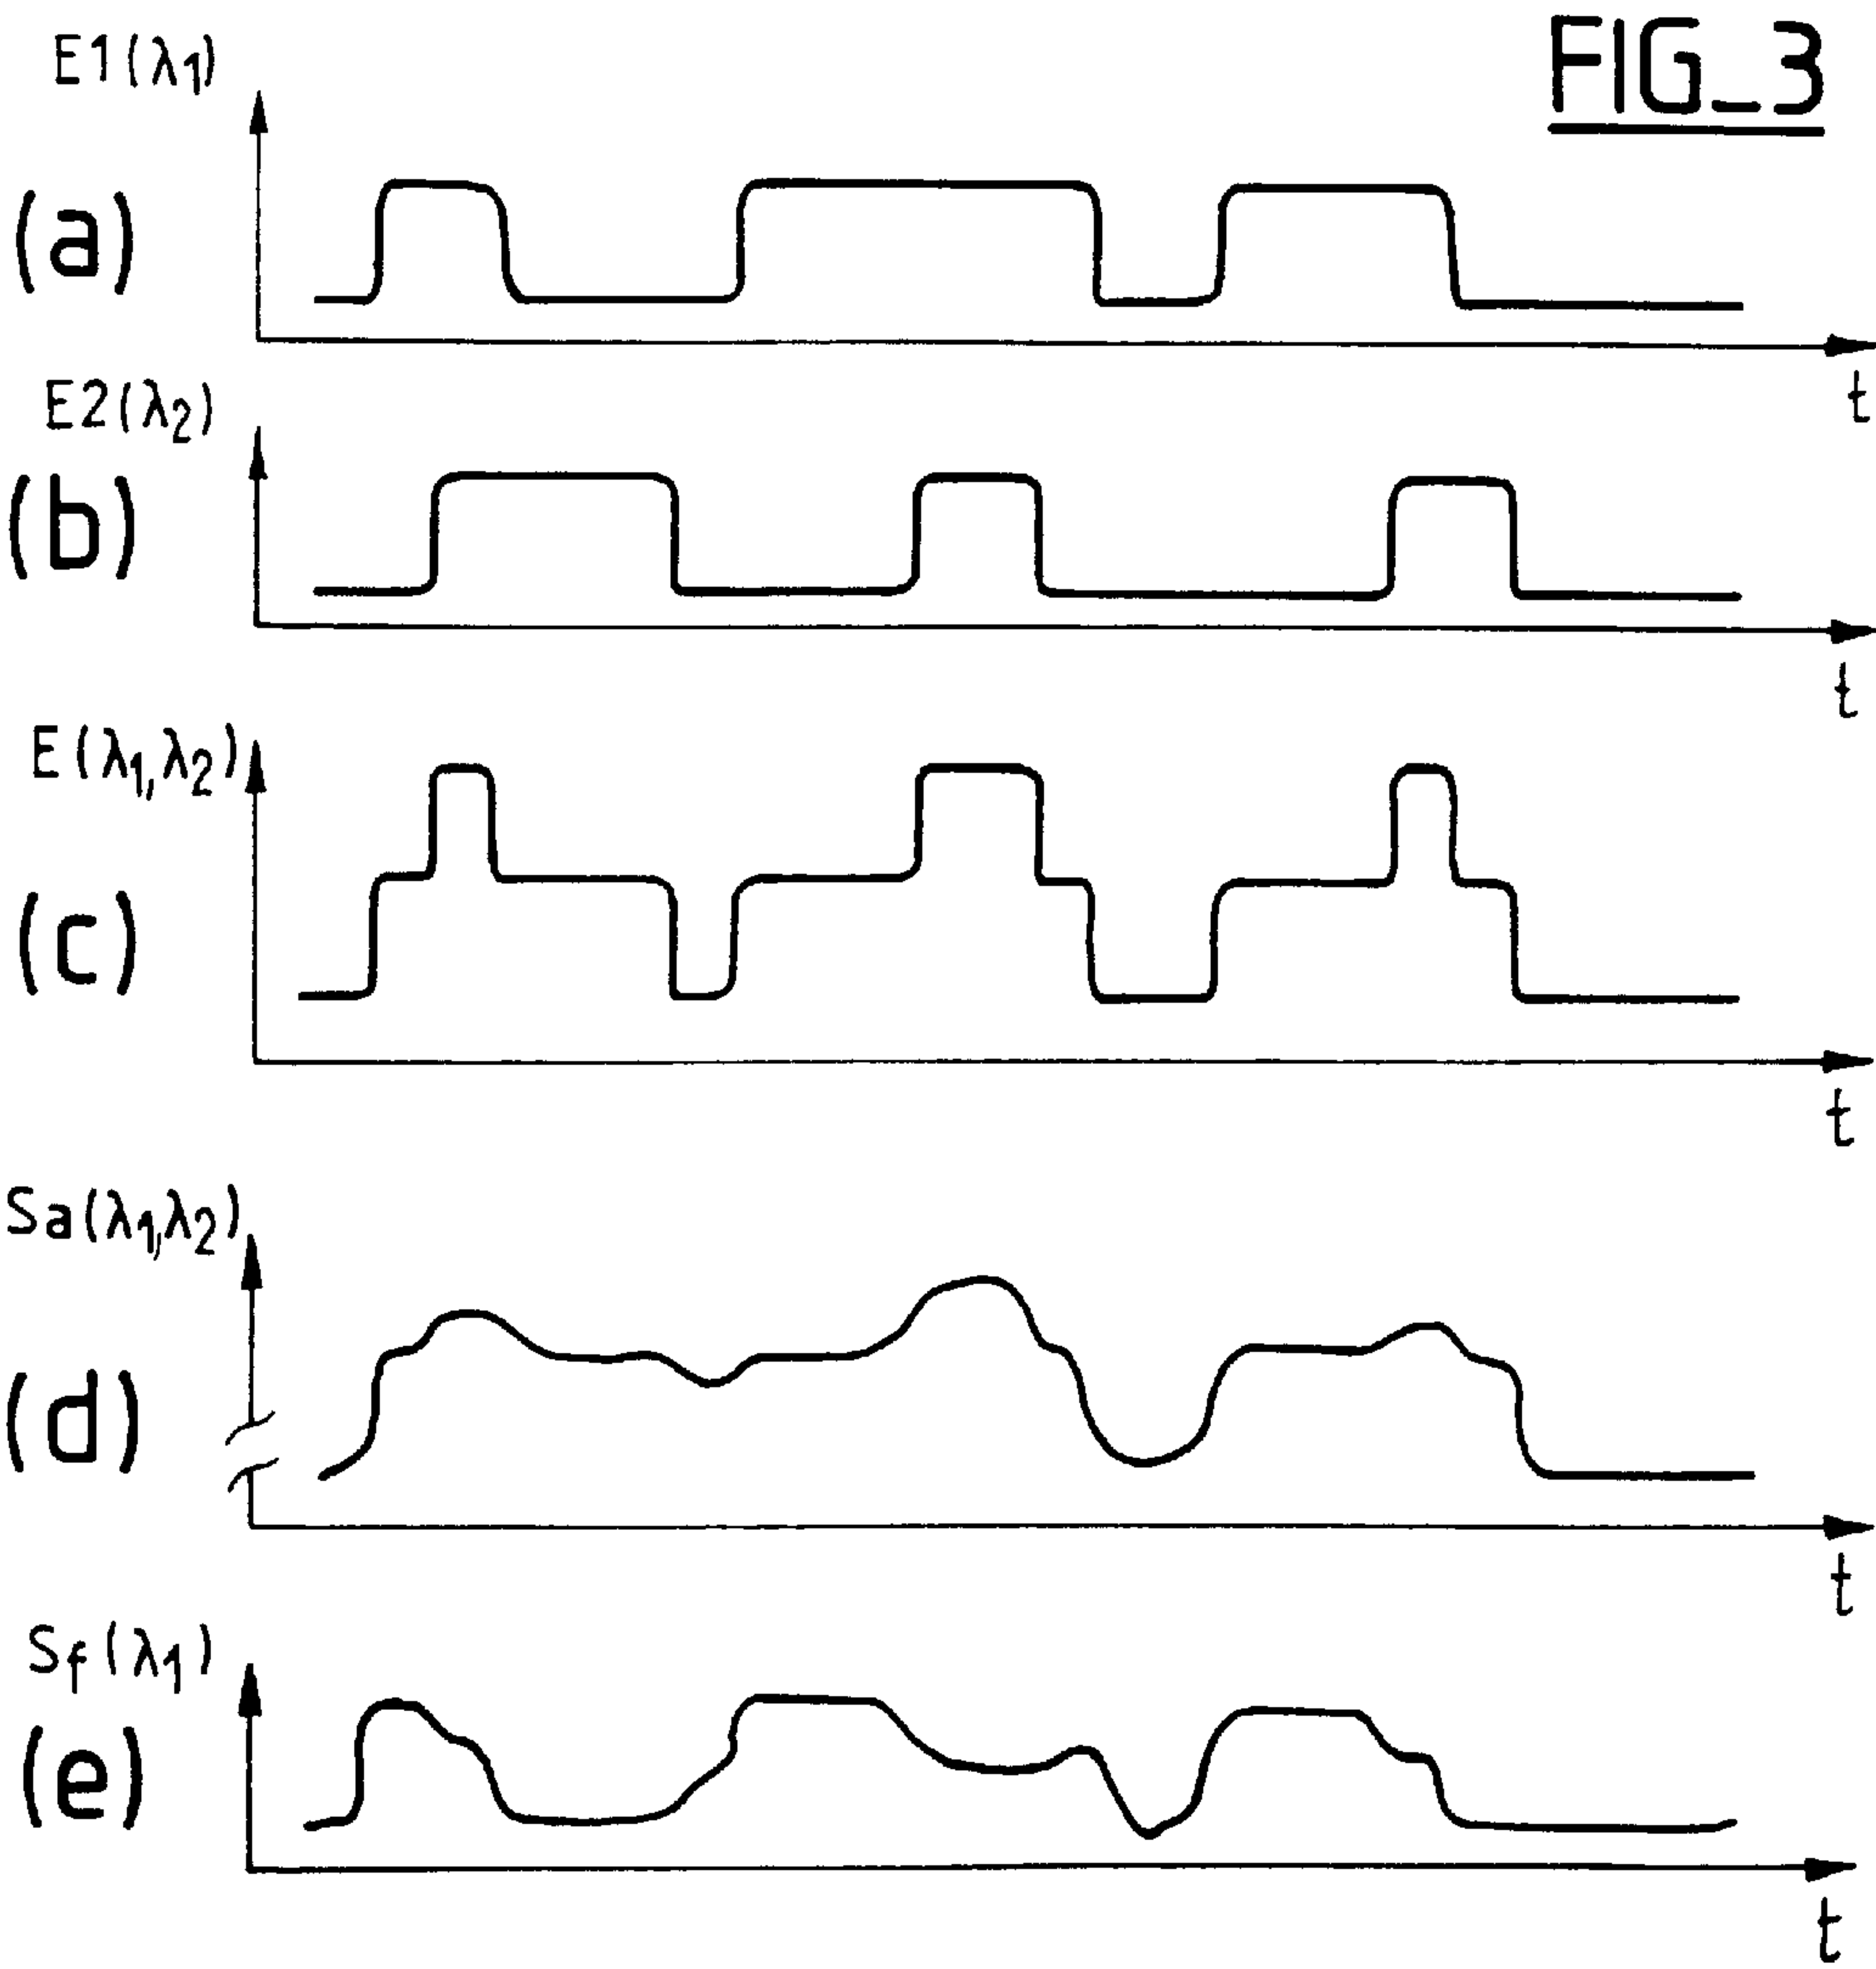 FIG_3
E1(λ1)
(a)
t
E2(λ2)
(b)
t
E(λ1,λ2)
(c)
t
Sa(λ1,λ2)
(d)
t
Sf(λ1)
(e)
t